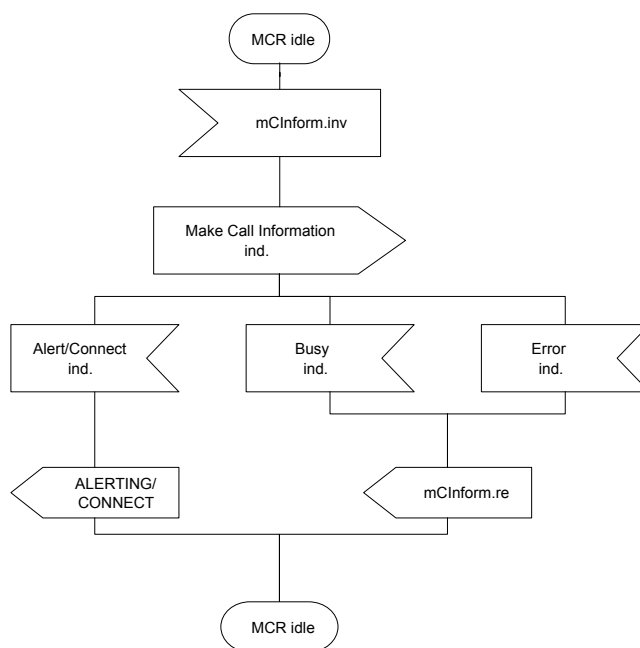 MCR idle
mCInform.inv
Make Call Information
ind.
Alert/Connect
ind.
Busy
ind.
Error
ind.
ALERTING/
CONNECT
mCInform.re
MCR idle